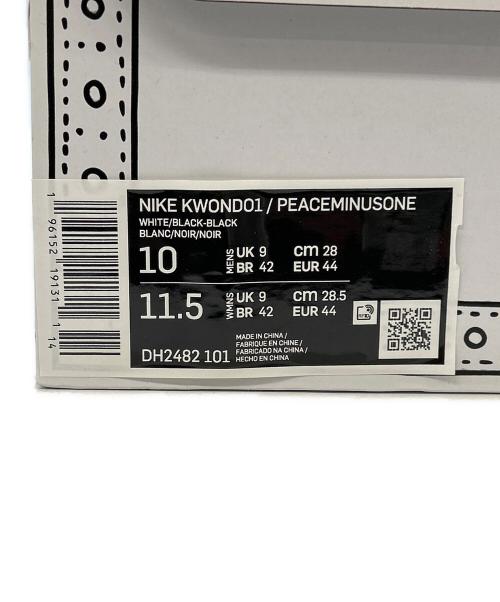 NIKE KWONDO1 / PEACEMINUSONE
WHITE/BLACK-BLACK
BLANC/NOIR/NOIR
10 MENS UK 9 cm 28
BR 42 EUR 44
11.5 WMNS UK 9 cm 28.5
BR 42 EUR 44
DH2482 101
MADE IN CHINA /
FABRIQUE EN CHINE /
FABRICADO NA CHINA /
HECHO EN CHINA
1 96152 19131 1 14